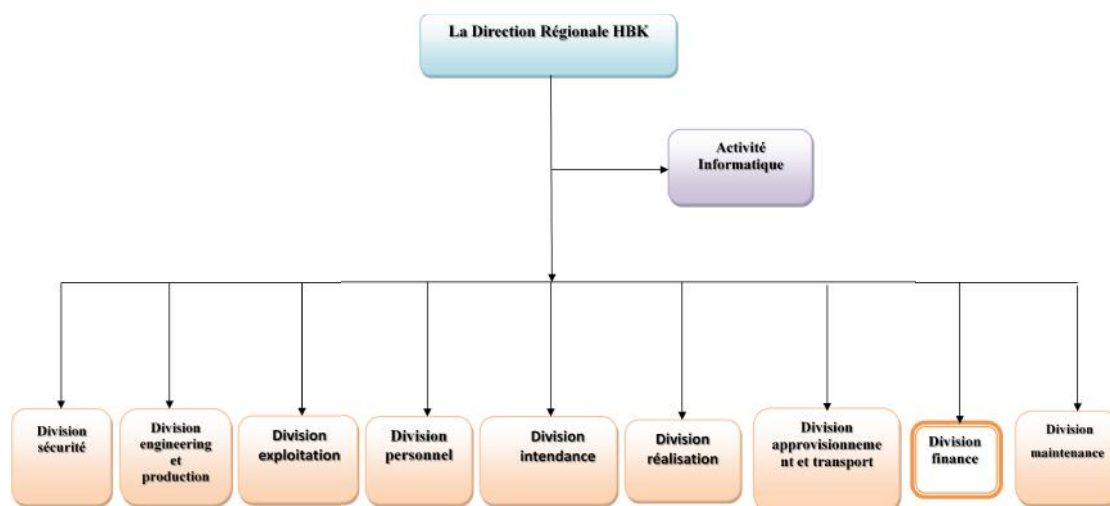 La Direction Régionale HBK
Activité
Informatique
Division
sécurité
Division
engineering
et
production
Division
exploitation
Division
personnel
Division
intendance
Division
réalisation
Division
approvisionneme
nt et transport
Division
finance
Division
maintenance